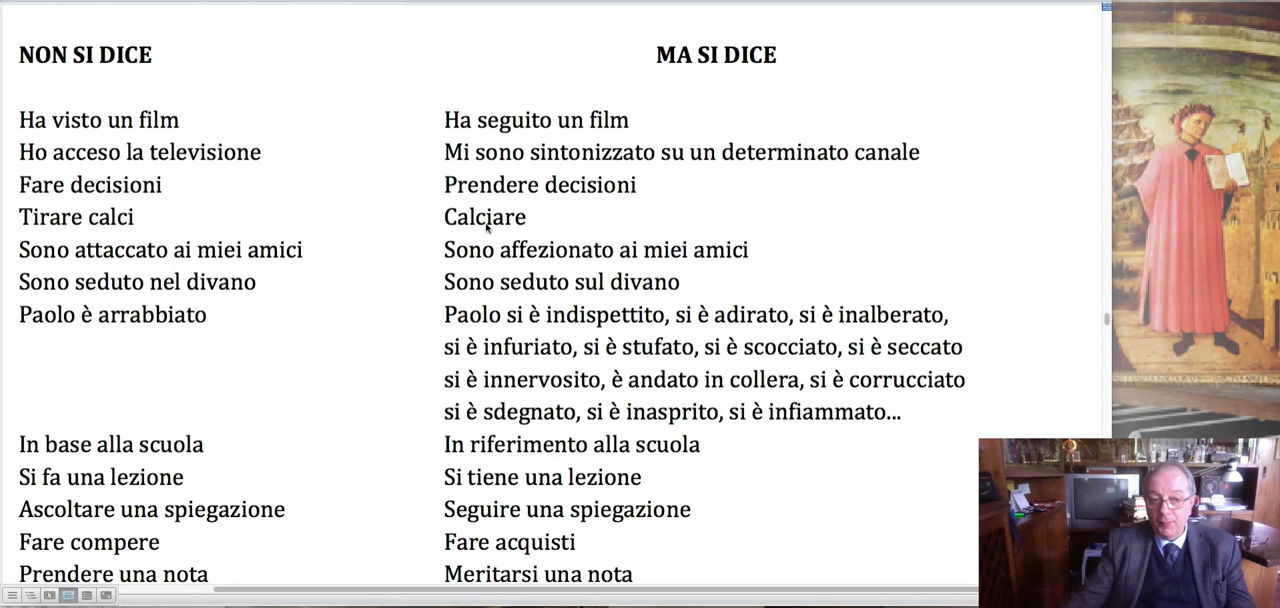 NON SI DICE MA SI DICE
Ha visto un film Ha seguito un film
Ho acceso la televisione Mi sono sintonizzato su un determinato canale
Fare decisioni Prendere decisioni
Tirare calci Calciare
Sono attaccato ai miei amici Sono affezionato ai miei amici
Sono seduto nel divano Sono seduto sul divano
Paolo è arrabbiato Paolo si è indispettito, si è adirato, si è inalberato,
si è infuriato, si è stufato, si è scocciato, si è seccato
si è innervosito, è andato in collera, si è corrucciato
si è sdegnato, si è inasprito, si è infiammato...
In base alla scuola In riferimento alla scuola
Si fa una lezione Si tiene una lezione
Ascoltare una spiegazione Seguire una spiegazione
Fare compere Fare acquisti
Prendere una nota Meritarsi una nota